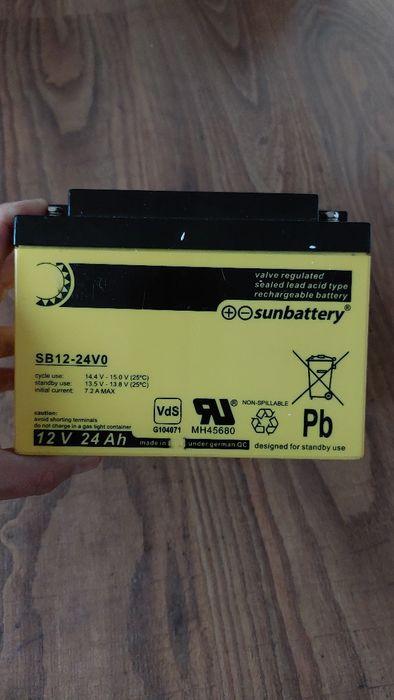 valve regulated
sealed lead acid type
rechargeable battery
sunbattery®
SB12-24V0
cycle use: 14.4 V - 15.0 V (25°C)
standby use: 13.5 V - 13.8 V (25°C)
initial current: 7.2 A MAX
caution:
avoid shorting terminals
do not charge in a gas tight container
12 V 24 Ah
VdS
G104071
RU®
MH45680
NON-SPILLABLE
Pb
made in under german QC
designed for standby use